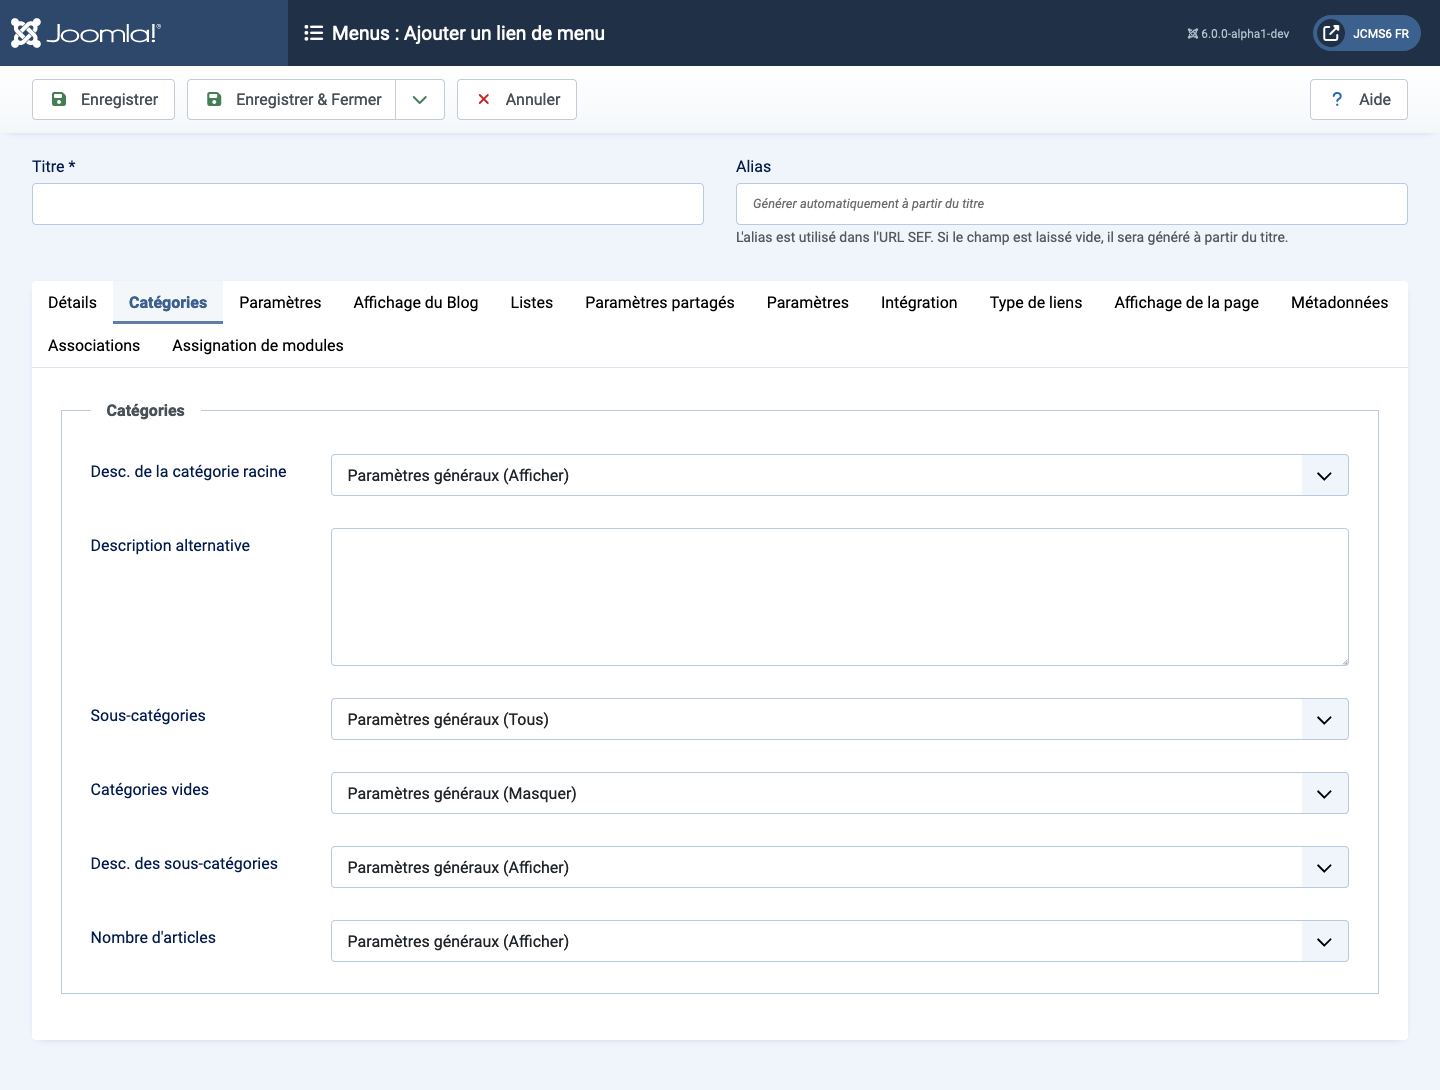 Joomla!®
Menus : Ajouter un lien de menu
6.0.0-alpha1-dev
JCMS6 FR
Enregistrer
Enregistrer & Fermer
Annuler
? Aide
Titre *
Alias
Générer automatiquement à partir du titre
L'alias est utilisé dans l'URL SEF. Si le champ est laissé vide, il sera généré à partir du titre.
Détails Catégories Paramètres Affichage du Blog Listes Paramètres partagés Paramètres Intégration Type de liens Affichage de la page Métadonnées
Associations Assignation de modules
Catégories
Desc. de la catégorie racine
Paramètres généraux (Afficher)
Description alternative
Sous-catégories
Paramètres généraux (Tous)
Catégories vides
Paramètres généraux (Masquer)
Desc. des sous-catégories
Paramètres généraux (Afficher)
Nombre d'articles
Paramètres généraux (Afficher)